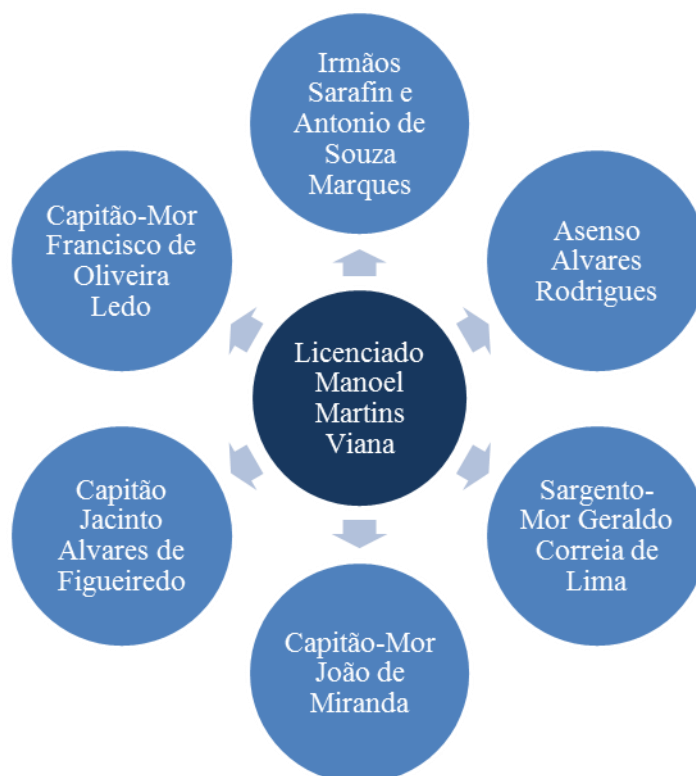 Irmãos
Sarafin e
Antonio de
Souza
Marques
Capitão-Mor
Francisco de
Oliveira
Ledo
Asenso
Alvares
Rodrigues
Licenciado
Manoel
Martins
Viana
Capitão
Jacinto
Alvares de
Figueiredo
Sargento-
Mor Geraldo
Correia de
Lima
Capitão-Mor
João de
Miranda